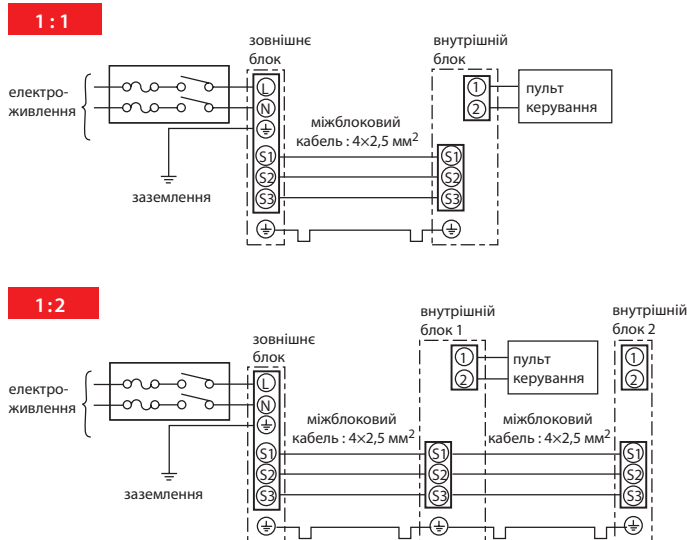 1 : 1
зовнішнє
блок
внутрішній
блок
електро-
живлення
L
N
1
2
пульт
керування
міжблоковий
кабель : 4×2,5 мм²
S1
S2
S3
S1
S2
S3
заземлення
1:2
внутрішній
блок 1
внутрішній
блок 2
зовнішнє
блок
електро-
живлення
L
N
1
2
пульт
керування
1
2
міжблоковий
кабель : 4×2,5 мм²
міжблоковий
кабель : 4×2,5 мм²
S1
S2
S3
S1
S2
S3
S1
S2
S3
заземлення